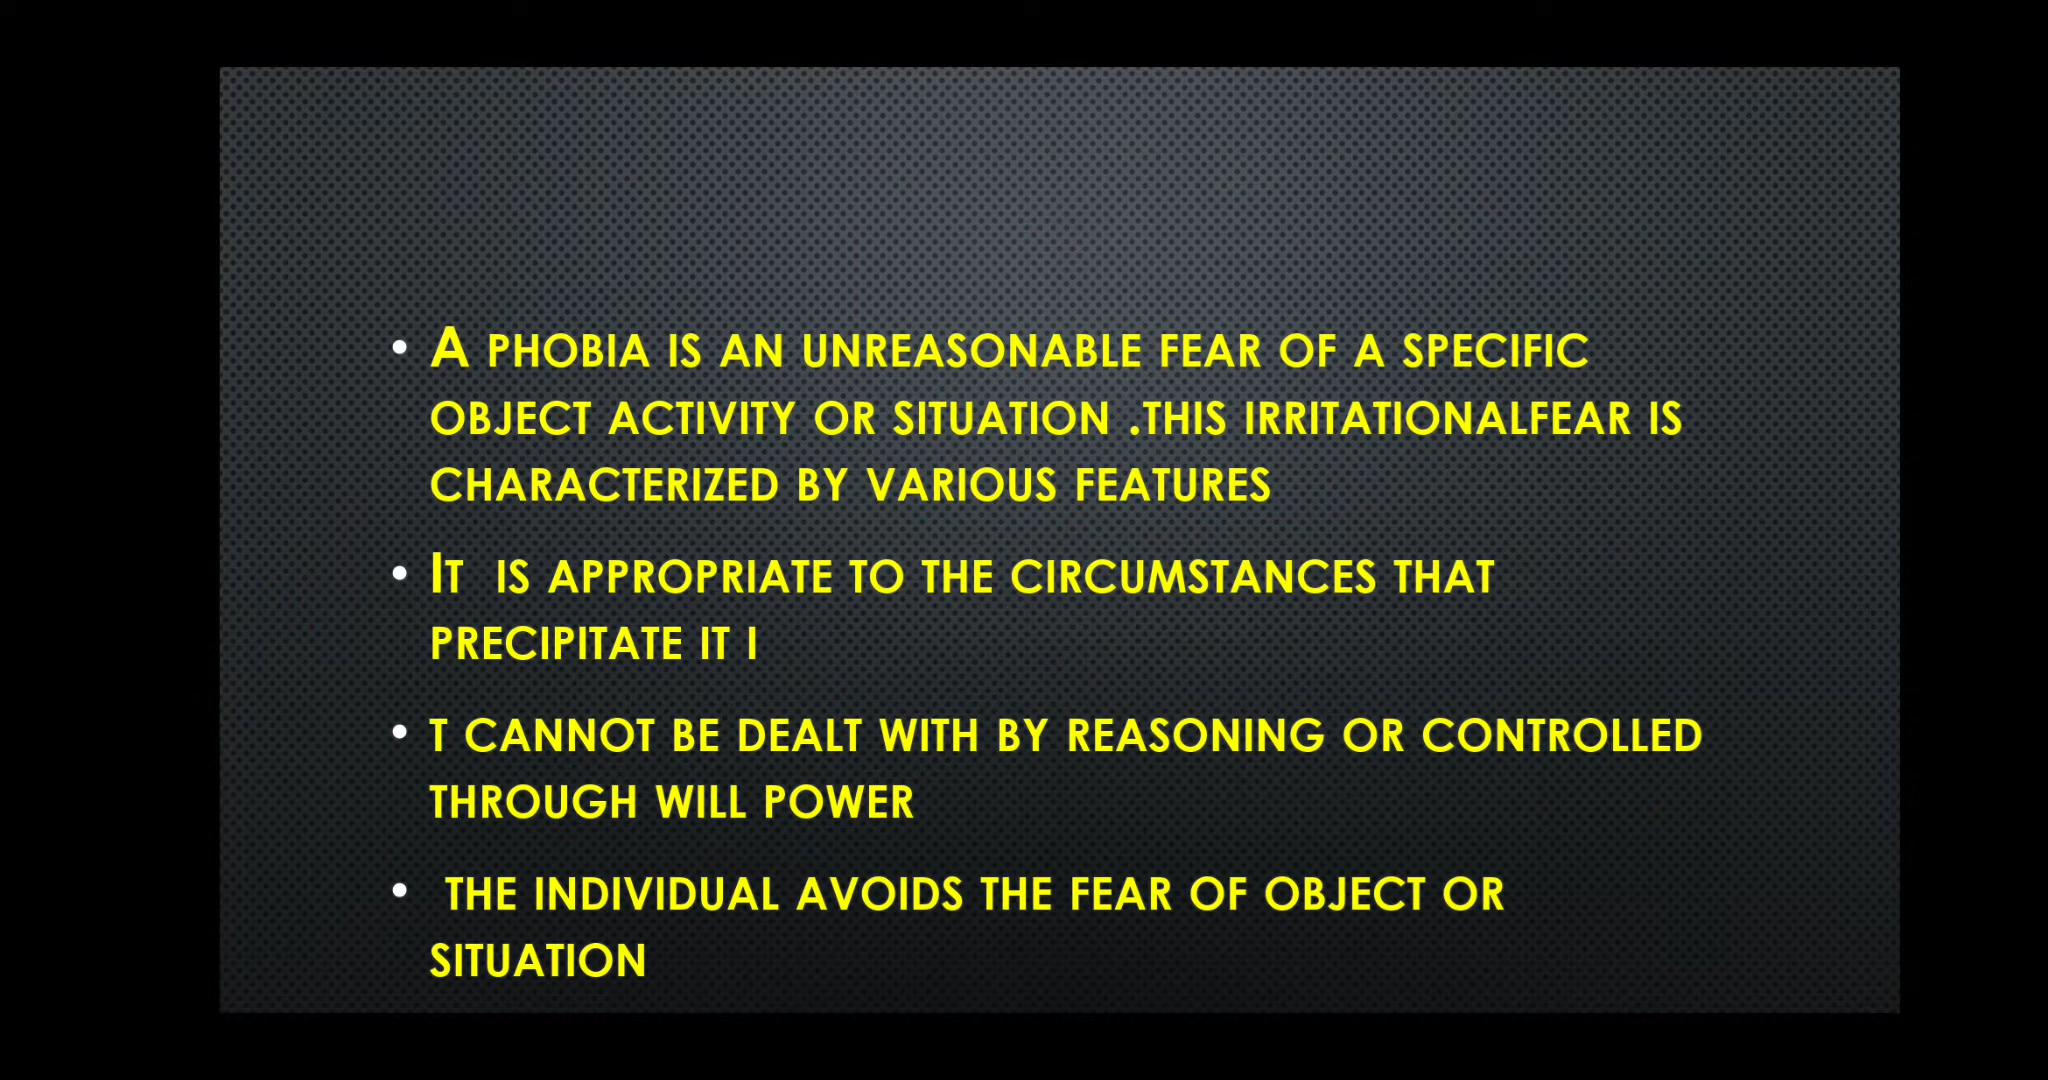 • A PHOBIA IS AN UNREASONABLE FEAR OF A SPECIFIC
OBJECT ACTIVITY OR SITUATION .THIS IRRITATIONALFEAR IS
CHARACTERIZED BY VARIOUS FEATURES
• IT  IS APPROPRIATE TO THE CIRCUMSTANCES THAT
PRECIPITATE IT I
• T CANNOT BE DEALT WITH BY REASONING OR CONTROLLED
THROUGH WILL POWER
• THE INDIVIDUAL AVOIDS THE FEAR OF OBJECT OR
SITUATION